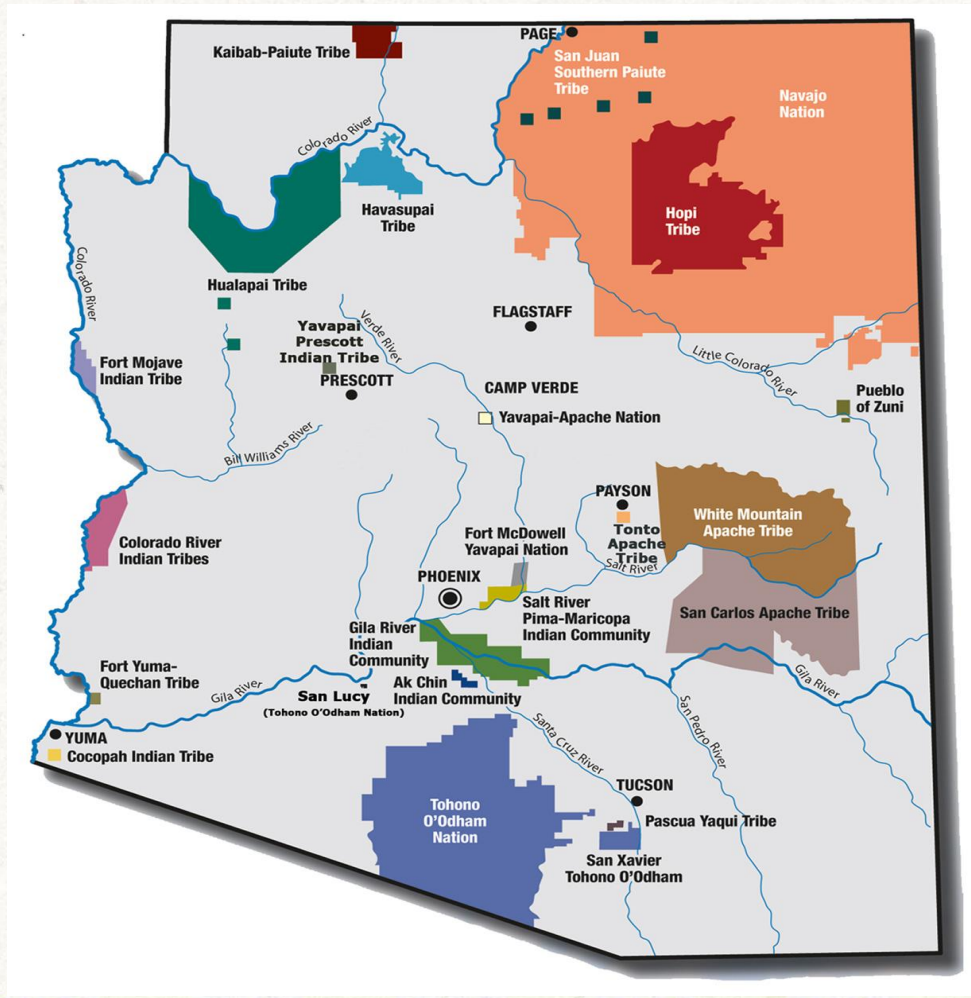 PAGE
Kaibab-Paiute Tribe
San Juan
Southern Paiute
Tribe
Navajo
Nation
Colorado River
Havasupai
Tribe
Hopi
Tribe
Colorado River
Hualapai Tribe
FLAGSTAFF
Yavapai
Prescott
Indian Tribe
Verde River
PRESCOTT
Fort Mojave
Indian Tribe
Little Colorado River
CAMP VERDE
Yavapai-Apache Nation
Pueblo
of Zuni
Bill Williams River
PAYSON
Tonto
Apache
Tribe
White Mountain
Apache Tribe
Colorado River
Indian Tribes
Fort McDowell
Yavapai Nation
Salt River
PHOENIX
Salt River
Pima-Maricopa
Indian Community
San Carlos Apache Tribe
Gila River
Indian
Community
Fort Yuma-
Quechan Tribe
Gila River
San Lucy
(Tohono O'Odham Nation)
Ak Chin
Indian Community
Gila River
San Pedro River
Santa Cruz River
YUMA
Cocopah Indian Tribe
TUCSON
Tohono
O'Odham
Nation
Pascua Yaqui Tribe
San Xavier
Tohono O'Odham